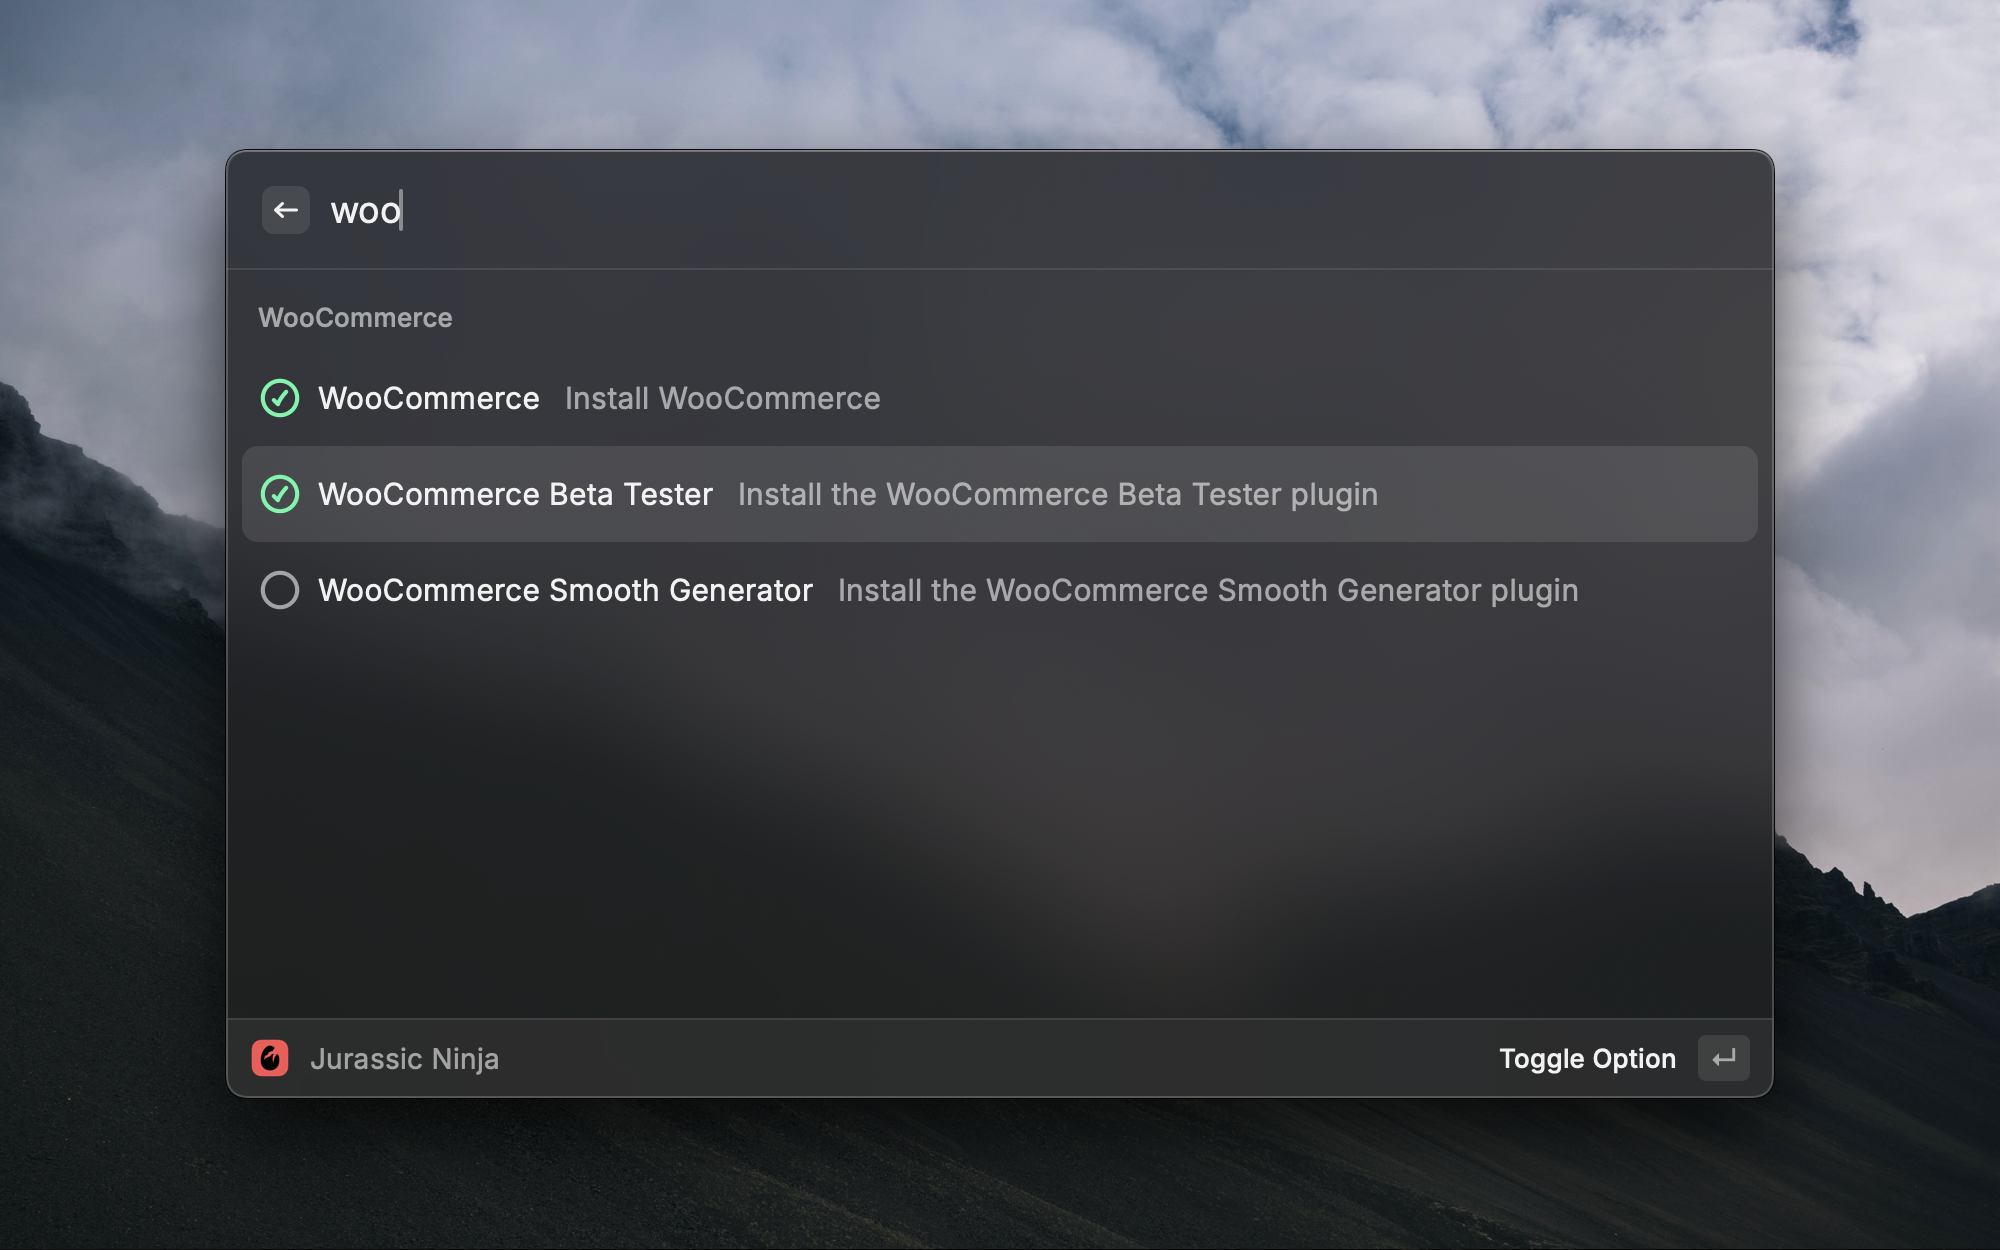 woo
WooCommerce
WooCommerce Install WooCommerce
WooCommerce Beta Tester Install the WooCommerce Beta Tester plugin
WooCommerce Smooth Generator Install the WooCommerce Smooth Generator plugin
Jurassic Ninja Toggle Option